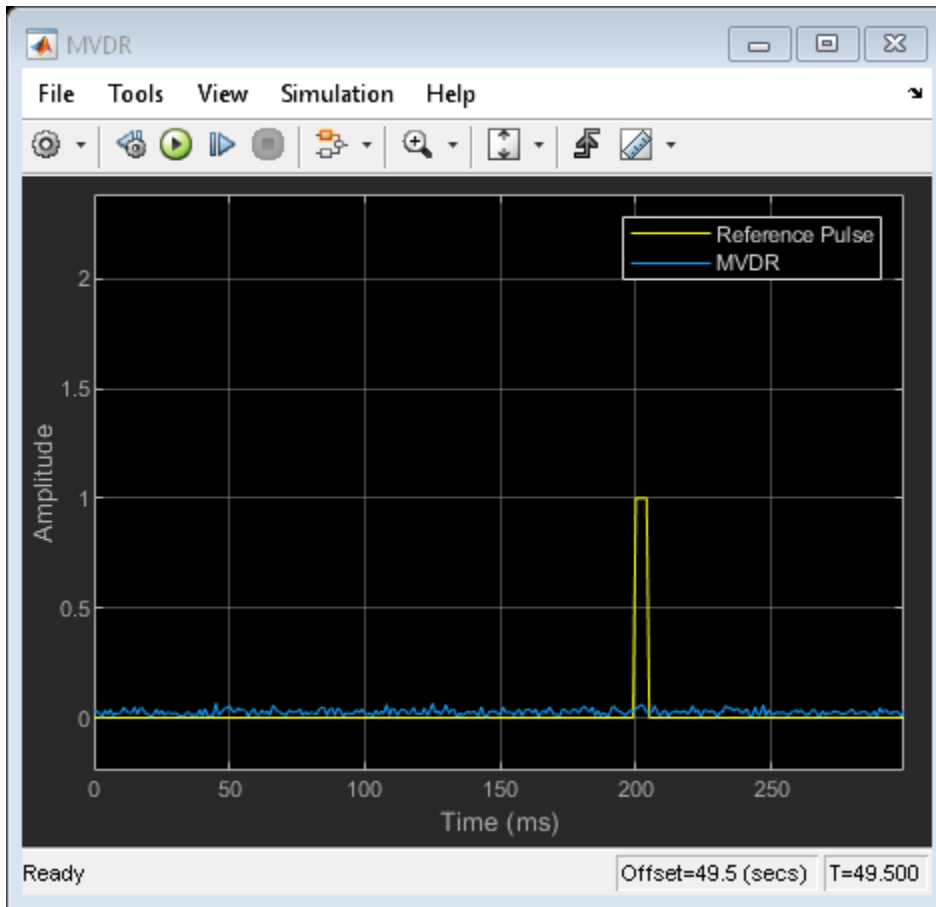 MVDR
File Tools View Simulation Help
Reference Pulse
MVDR
2
1.5
1
0.5
0
Amplitude
0 50 100 150 200 250
Time (ms)
Ready Offset=49.5 (secs) T=49.500